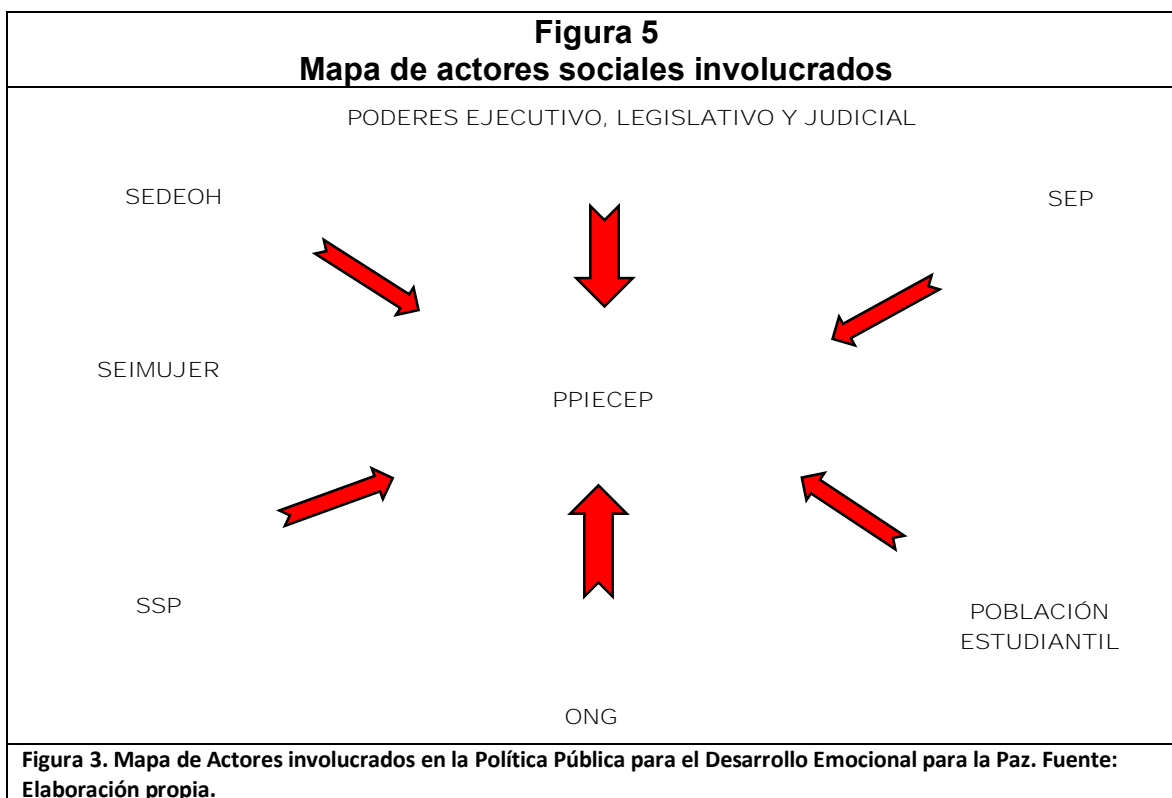 Figura 5
Mapa de actores sociales involucrados
PODERES EJECUTIVO, LEGISLATIVO Y JUDICIAL
SEDEOH
SEP
SEIMUJER
PPIECEP
SSP
POBLACIÓN
ESTUDIANTIL
ONG
Figura 3. Mapa de Actores involucrados en la Política Pública para el Desarrollo Emocional para la Paz. Fuente:
Elaboración propia.